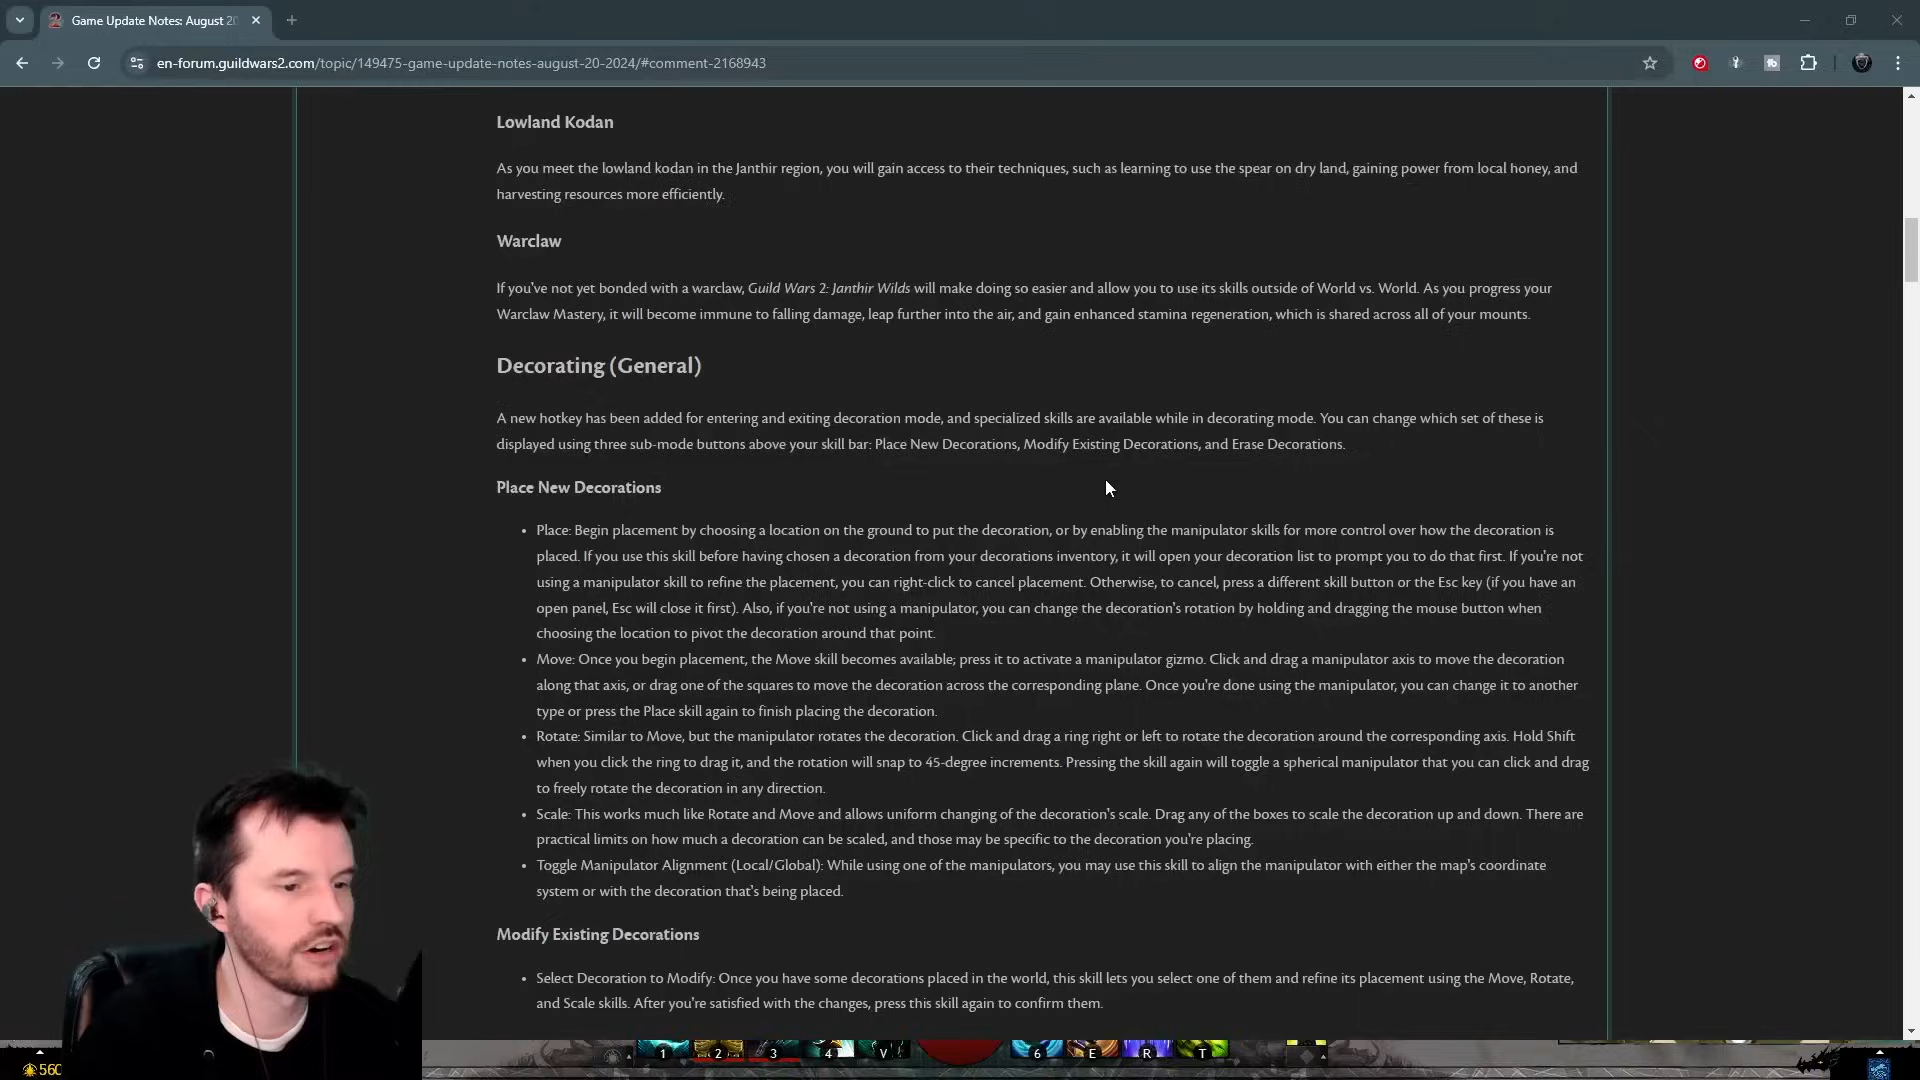 Game Update Notes: August 20
en-forum.guildwars2.com/topic/149475-game-update-notes-august-20-2024/#comment-2168943
Lowland Kodan
As you meet the lowland kodan in the Janthir region, you will gain access to their techniques, such as learning to use the spear on dry land, gaining power from local honey, and
harvesting resources more efficiently.
Warclaw
If you've not yet bonded with a warclaw, Guild Wars 2: Janthir Wilds will make doing so easier and allow you to use its skills outside of World vs. World. As you progress your
Warclaw Mastery, it will become immune to falling damage, leap further into the air, and gain enhanced stamina regeneration, which is shared across all of your mounts.
Decorating (General)
A new hotkey has been added for entering and exiting decoration mode, and specialized skills are available while in decorating mode. You can change which set of these is
displayed using three sub-mode buttons above your skill bar: Place New Decorations, Modify Existing Decorations, and Erase Decorations.
Place New Decorations
• Place: Begin placement by choosing a location on the ground to put the decoration, or by enabling the manipulator skills for more control over how the decoration is
placed. If you use this skill before having chosen a decoration from your decorations inventory, it will open your decoration list to prompt you to do that first. If you're not
using a manipulator skill to refine the placement, you can right-click to cancel placement. Otherwise, to cancel, press a different skill button or the Esc key (if you have an
open panel, Esc will close it first). Also, if you're not using a manipulator, you can change the decoration's rotation by holding and dragging the mouse button when
choosing the location to pivot the decoration around that point.
• Move: Once you begin placement, the Move skill becomes available; press it to activate a manipulator gizmo. Click and drag a manipulator axis to move the decoration
along that axis, or drag one of the squares to move the decoration across the corresponding plane. Once you're done using the manipulator, you can change it to another
type or press the Place skill again to finish placing the decoration.
• Rotate: Similar to Move, but the manipulator rotates the decoration. Click and drag a ring right or left to rotate the decoration around the corresponding axis. Hold Shift
when you click the ring to drag it, and the rotation will snap to 45-degree increments. Pressing the skill again will toggle a spherical manipulator that you can click and drag
to freely rotate the decoration in any direction.
• Scale: This works much like Rotate and Move and allows uniform changing of the decoration's scale. Drag any of the boxes to scale the decoration up and down. There are
practical limits on how much a decoration can be scaled, and those may be specific to the decoration you're placing.
• Toggle Manipulator Alignment (Local/Global): While using one of the manipulators, you may use this skill to align the manipulator with either the map's coordinate
system or with the decoration that's being placed.
Modify Existing Decorations
• Select Decoration to Modify: Once you have some decorations placed in the world, this skill lets you select one of them and refine its placement using the Move, Rotate,
and Scale skills. After you're satisfied with the changes, press this skill again to confirm them.
1 2 3 4 V 6 E R T
560